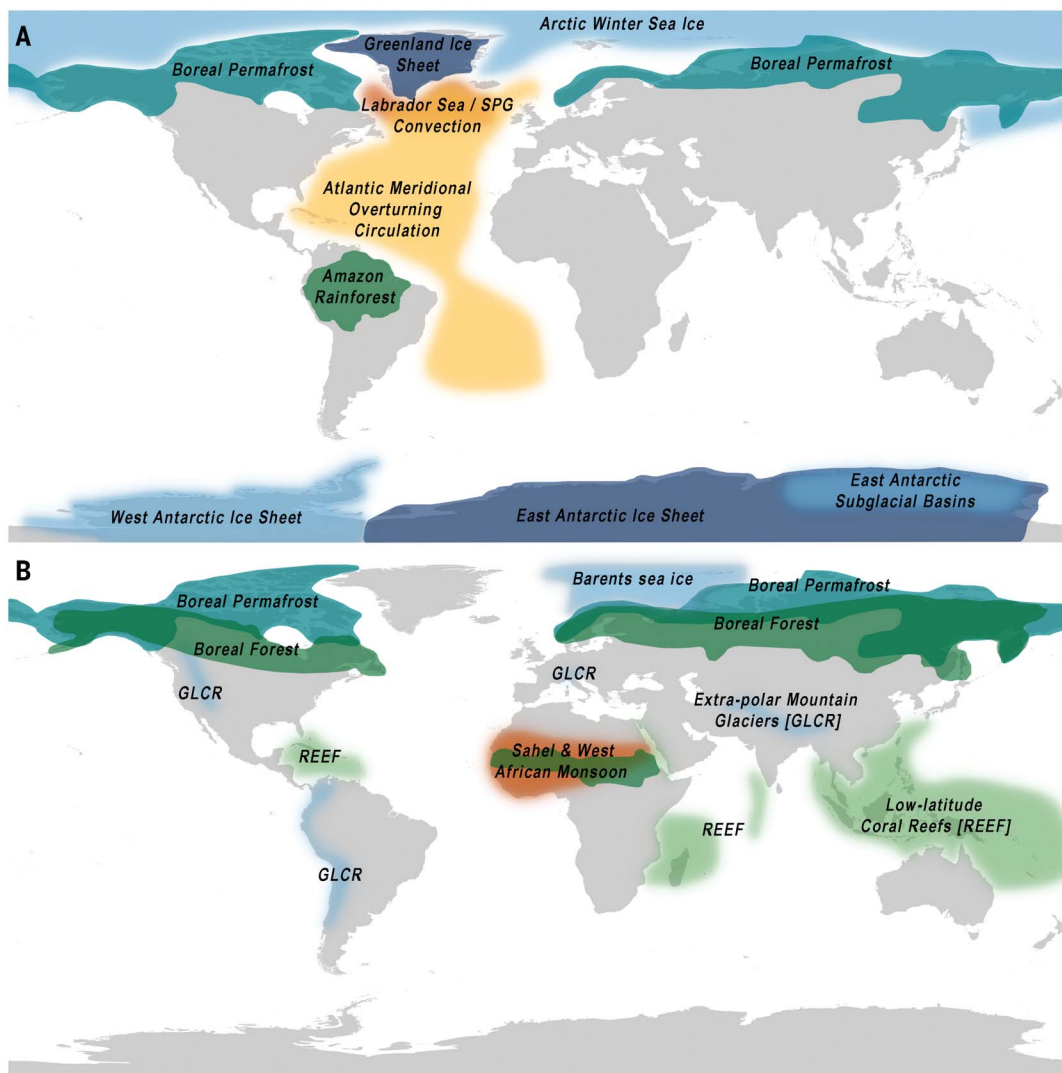 A
Arctic Winter Sea Ice
Greenland Ice
Sheet
Boreal Permafrost
Boreal Permafrost
Labrador Sea / SPG
Convection
Atlantic Meridional
Overturning
Circulation
Amazon
Rainforest
East Antarctic
Subglacial Basins
West Antarctic Ice Sheet
East Antarctic Ice Sheet
B
Barents sea ice
Boreal Permafrost
Boreal Permafrost
Boreal Forest
Boreal Forest
GLCR
GLCR
Extra-polar Mountain
Glaciers [GLCR]
REEF
Sahel & West
African Monsoon
Low-latitude
Coral Reefs [REEF]
REEF
GLCR